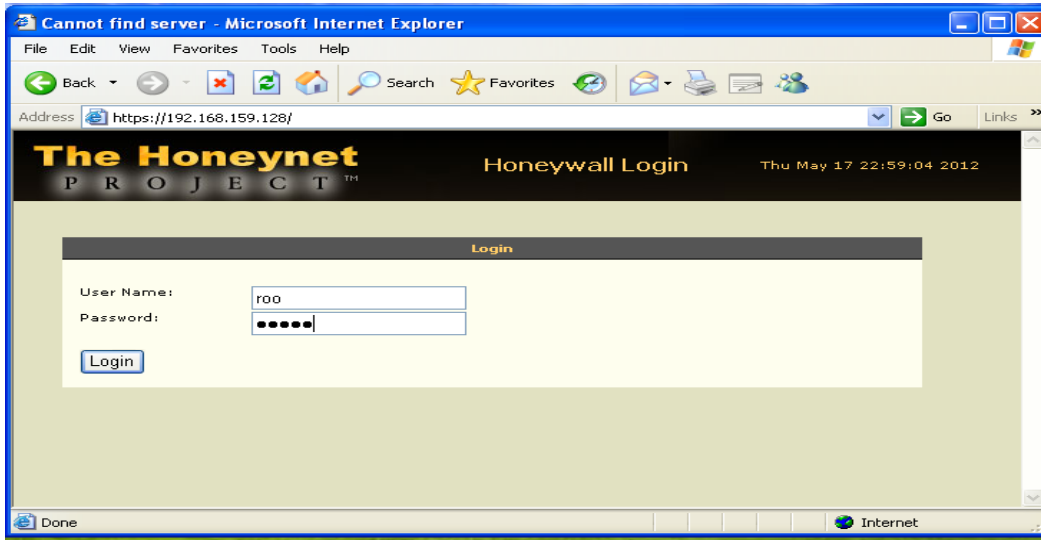 Cannot find server - Microsoft Internet Explorer
File Edit View Favorites Tools Help
Back Search Favorites
Address https://192.168.159.128/ Go Links »
The Honeynet Honeywall Login Thu May 17 22:59:04 2012
PROJECT™
Login
User Name: roo
Password: •••••
Login
Done Internet